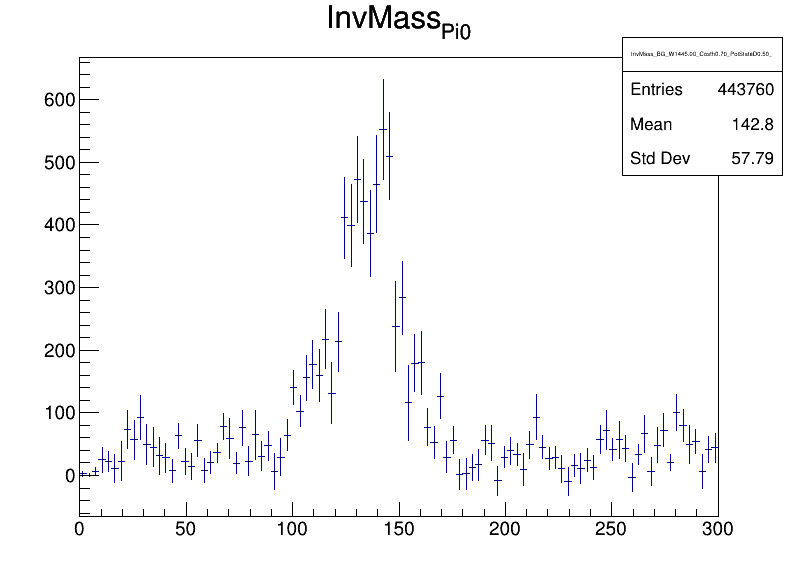 InvMass_Pi0
InvMass_BG_W1445.00_Costh0.70_PolStateD0.50_
Entries 443760
Mean 142.8
Std Dev 57.79
600
500
400
300
200
100
0
0 50 100 150 200 250 300